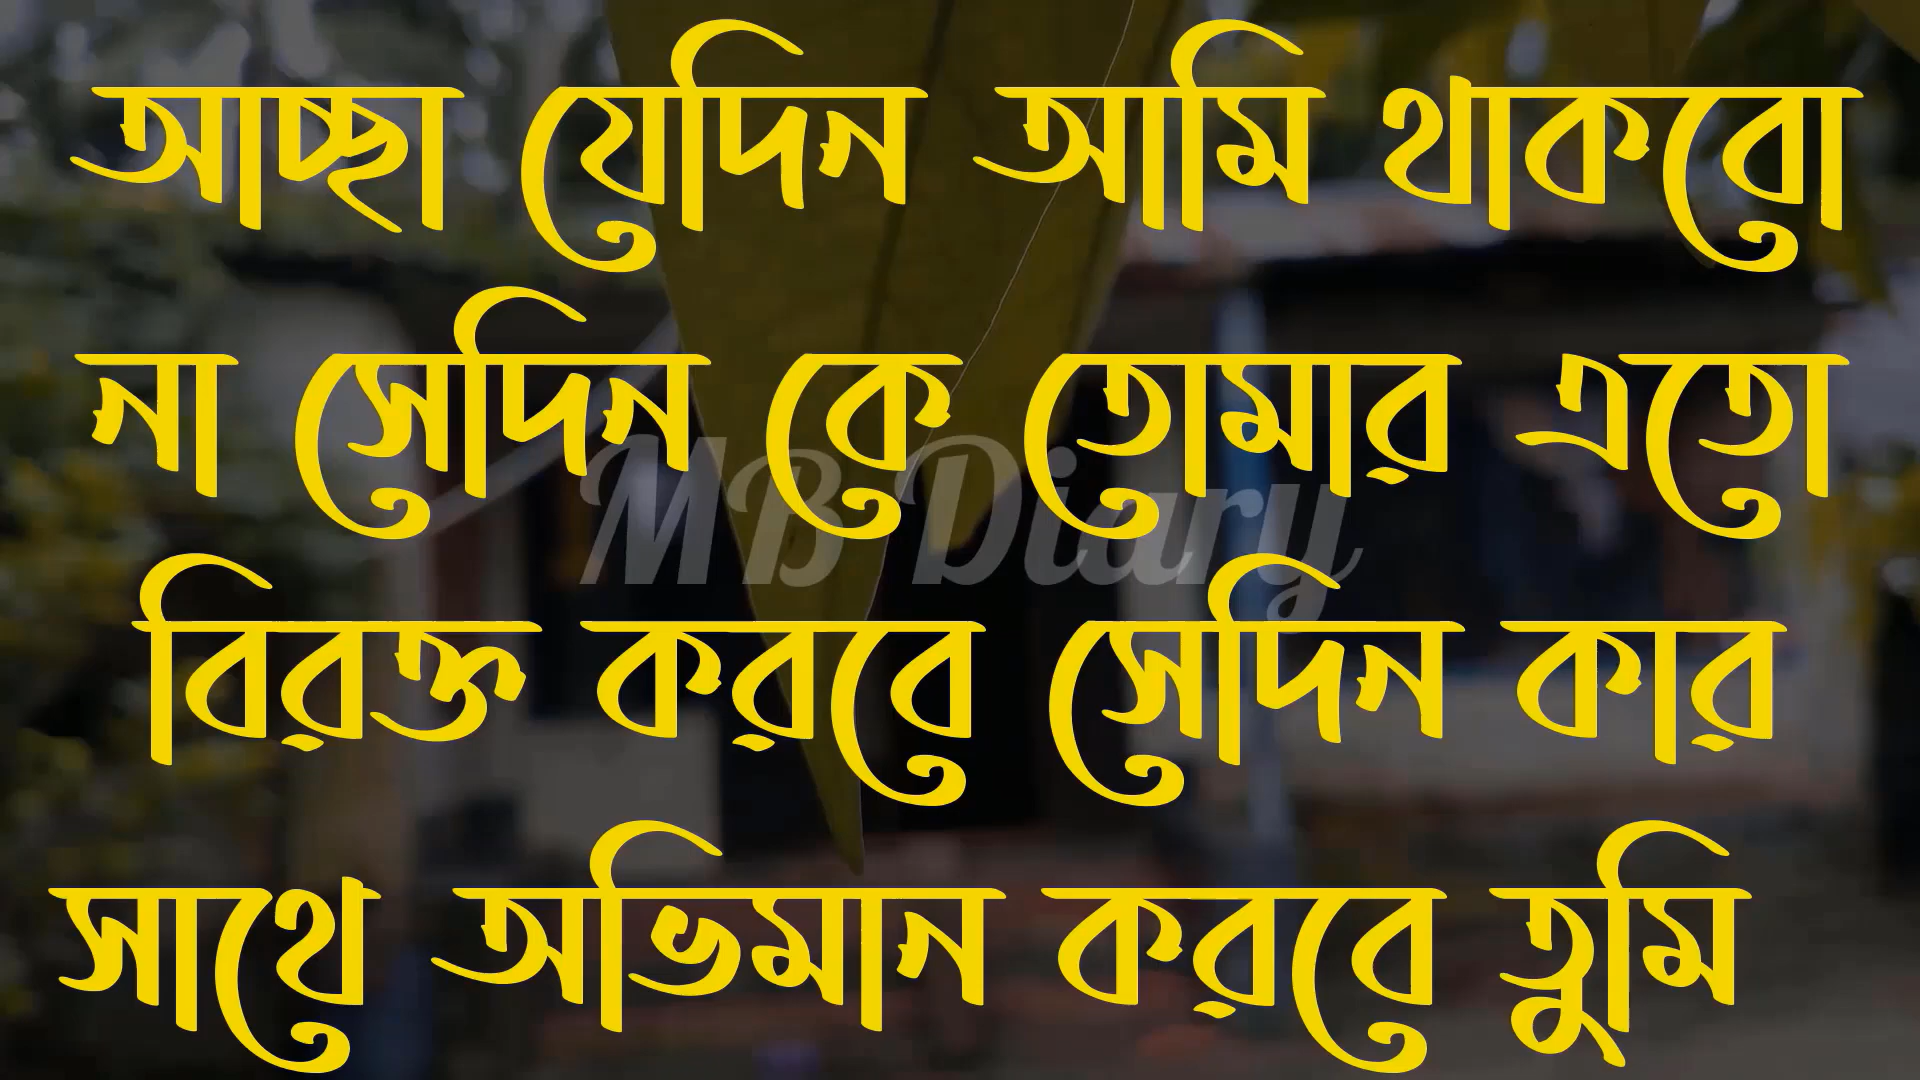 আচ্ছা যেদিন আমি থাকবো
না সেদিন কে তোমার এতো
MB Diary
বিরক্ত করবে সেদিন কার
সাথে অভিমান করবে তুমি